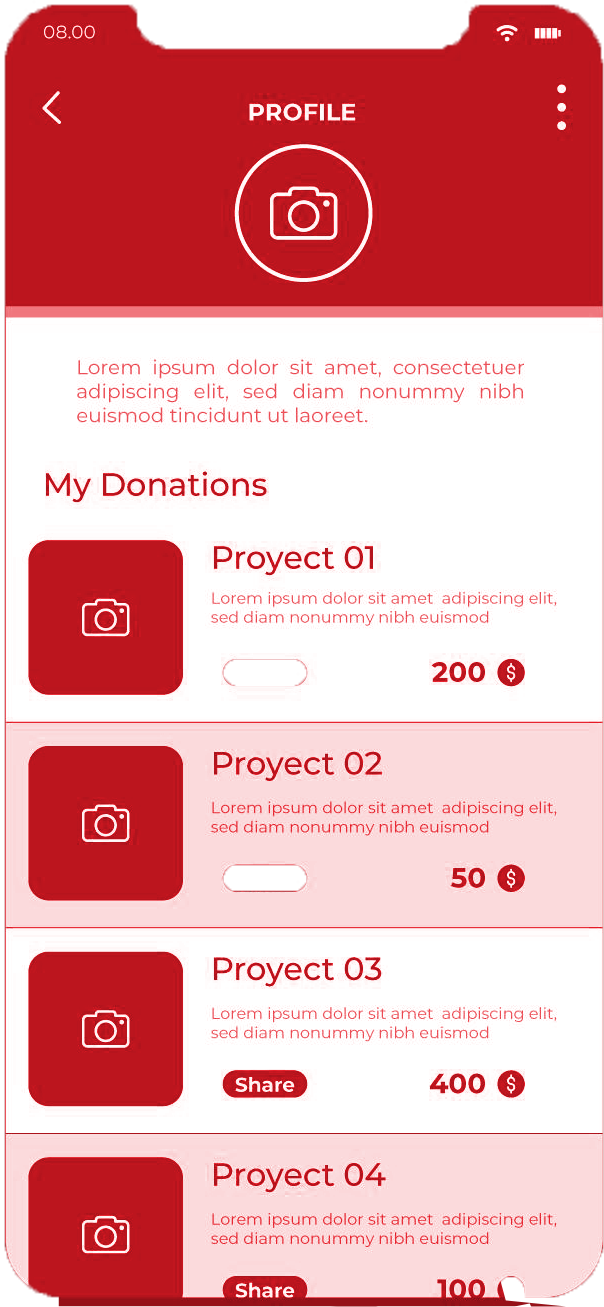 08.00
PROFILE
Lorem ipsum dolor sit amet, consectetuer
adipiscing elit, sed diam nonummy nibh
euismod tincidunt ut laoreet.
My Donations
Proyect 01
Lorem ipsum dolor sit amet adipiscing elit,
sed diam nonummy nibh euismod
200 $
Proyect 02
Lorem ipsum dolor sit amet adipiscing elit,
sed diam nonummy nibh euismod
50 $
Proyect 03
Lorem ipsum dolor sit amet adipiscing elit,
sed diam nonummy nibh euismod
Share 400 $
Proyect 04
Lorem ipsum dolor sit amet adipiscing elit,
sed diam nonummy nibh euismod
Share 100